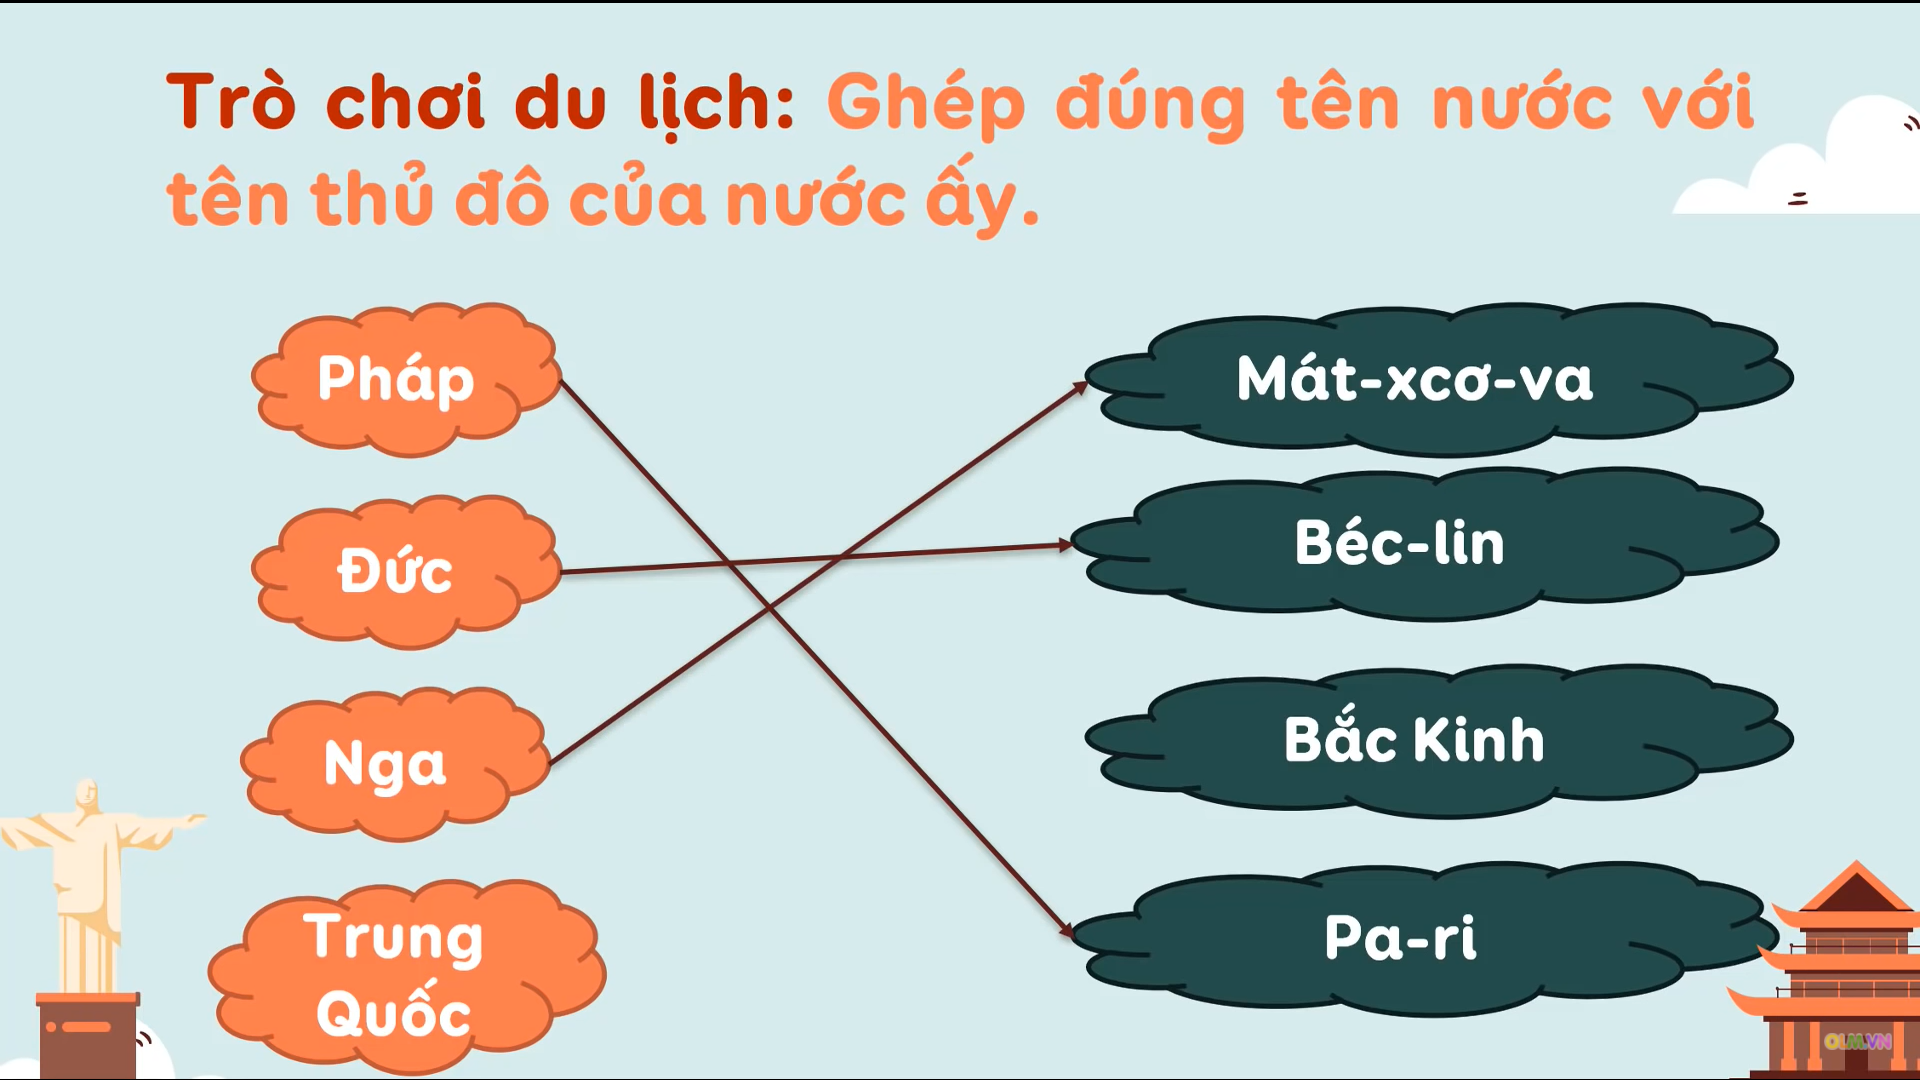 Trò chơi du lịch: Ghép đúng tên nước với
tên thủ đô của nước ấy.
Pháp
Mát-xcơ-va
Đức
Béc-lin
Nga
Bắc Kinh
Trung
Quốc
Pa-ri
OLM.VN